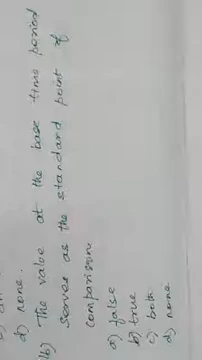 d) none.
16) The value at the base time period
serves as the standard point of
comparison
a) false
b) true
c) both
d) none